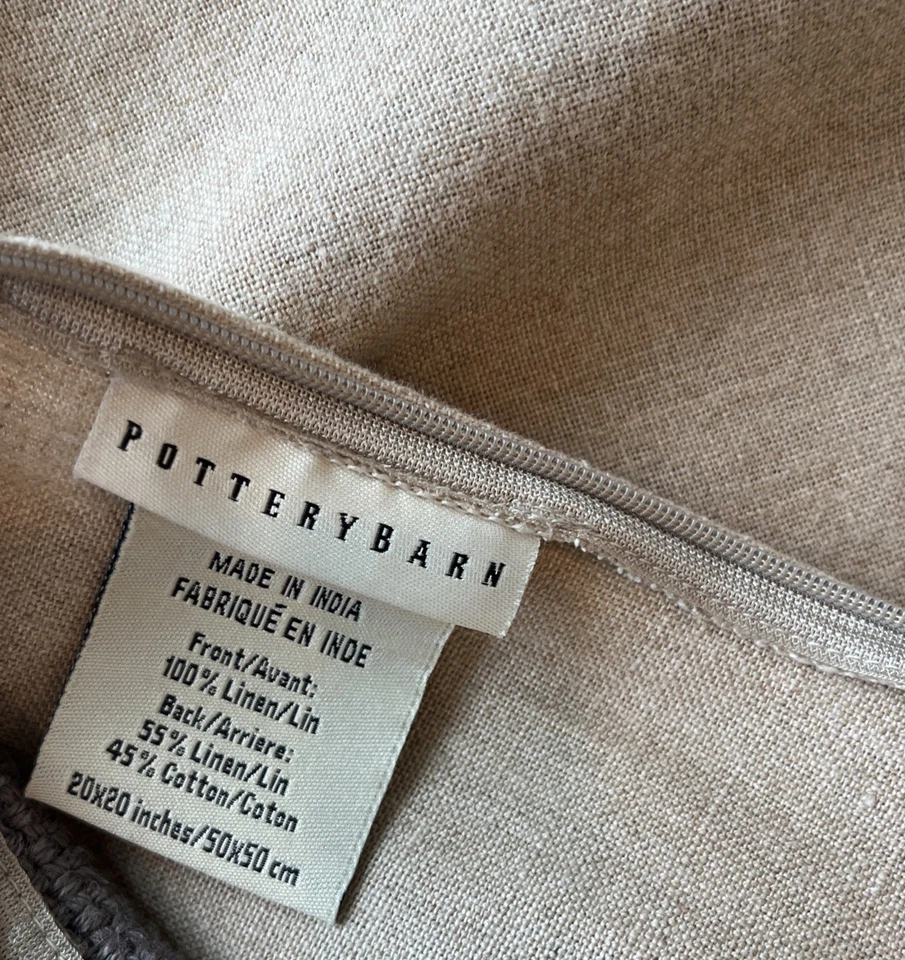 POTTERYBARN
MADE IN INDIA
FABRIQUÉ EN INDE
Front/Avant:
100% Linen/Lin
Back/Arriere:
55% Linen/Lin
45% Cotton/Coton
20x20 inches/50x50 cm